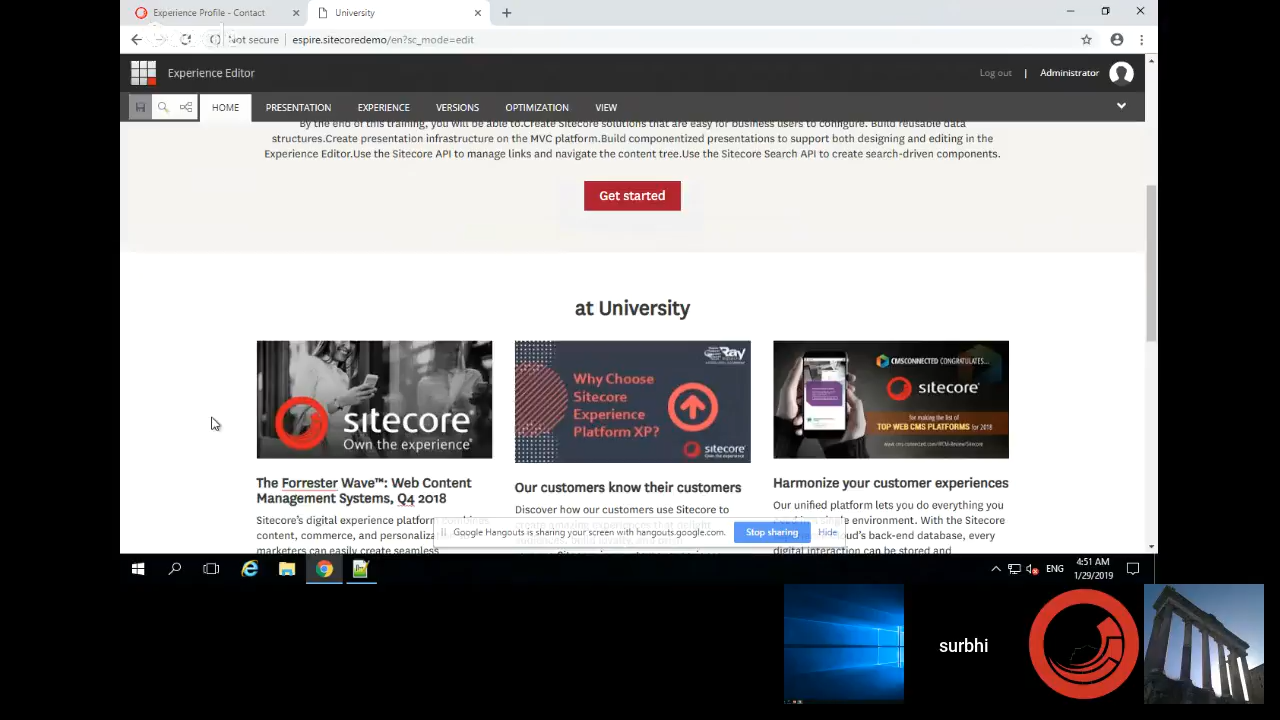 Experience Profile - Contact
University
Not secure
espire.sitecoredemo/en?sc_mode=edit
Experience Editor
Log out | Administrator
HOME
PRESENTATION
EXPERIENCE
VERSIONS
OPTIMIZATION
VIEW
By the end of this training, you will be able to.Create Sitecore solutions that are easy for business users to configure. Build reusable data
structures.Create presentation infrastructure on the MVC platform.Build componentized presentations to support both designing and editing in the
Experience Editor.Use the Sitecore API to manage links and navigate the content tree.Use the Sitecore Search API to create search-driven components.
Get started
at University
sitecore
Own the experience
Why Choose
Sitecore
Experience
Platform XP?
sitecore
CMSCONNECTED CONGRATULATES...
sitecore
for making the list of
TOP WEB CMS PLATFORMS for 2018
The Forrester Wave™: Web Content
Management Systems, Q4 2018
Sitecore's digital experience platform combines
content, commerce, and
marketers can easily create seamless
Our customers know their customers
Discover how our customers use Sitecore to
Harmonize your customer experiences
Our unified platform lets you do everything you
single environment. With the Sitecore
back-end database, every
digital interaction can be stored and
Google Hangouts is sharing your screen with hangouts.google.com.
Stop sharing
Hide
ENG
4:51 AM
1/29/2019
surbhi